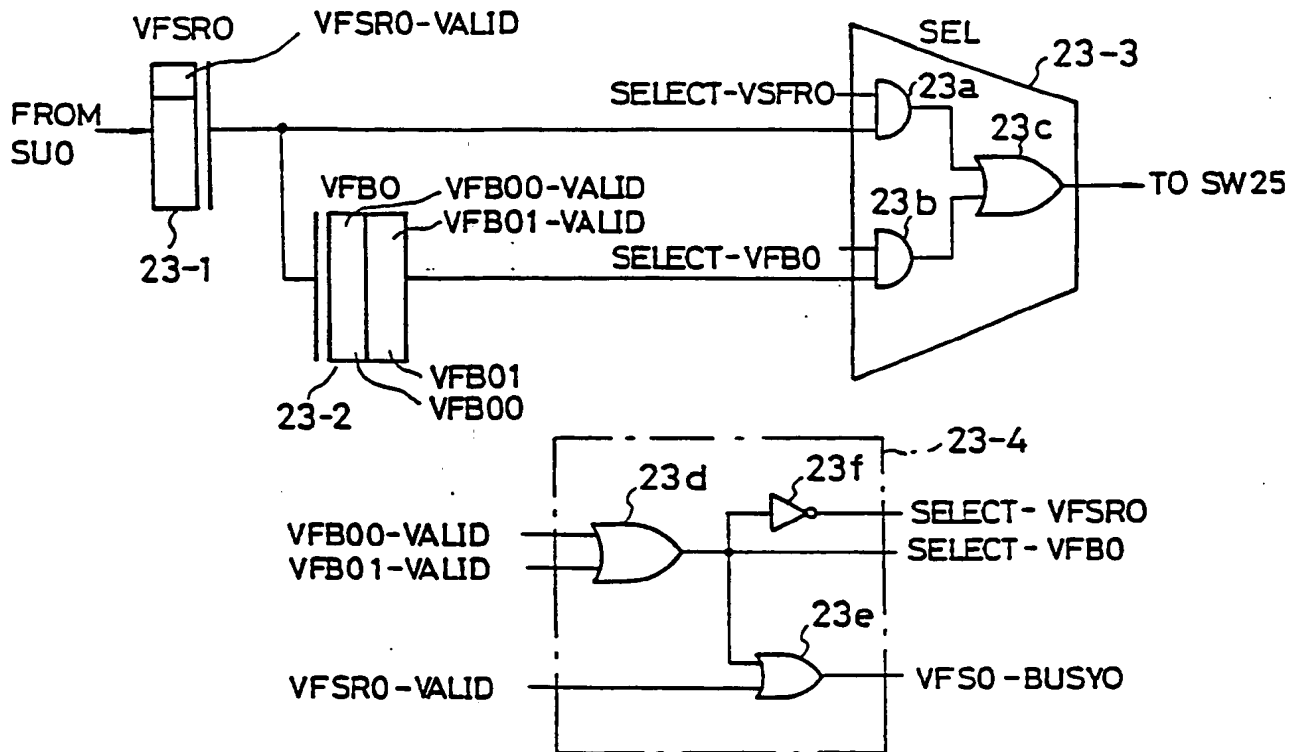 VFSR0
VFSR0-VALID
SEL
23-3
FROM
SU0
SELECT-VSFR0
23a
23c
TO SW25
VFB0
VFB00-VALID
VFB01-VALID
23b
SELECT-VFB0
23-1
VFB01
VFB00
23-2
23-4
23d
23f
VFB00-VALID
VFB01-VALID
SELECT-VFSR0
SELECT-VFB0
23e
VFSR0-VALID
VFS0-BUSY0